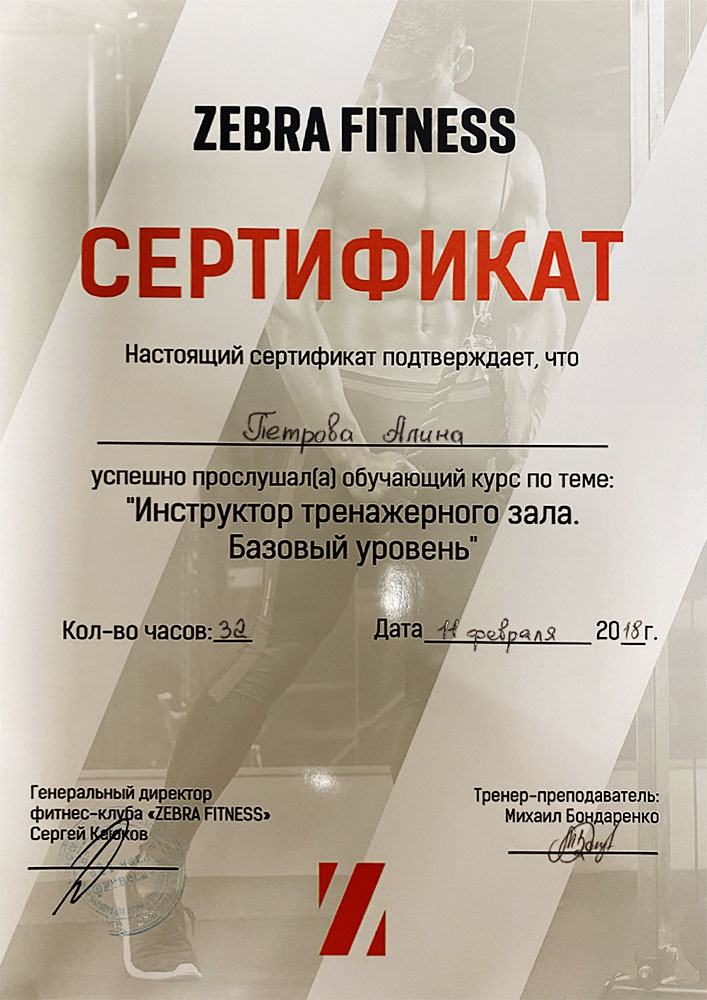 ZEBRA FITNESS
СЕРТИФИКАТ
Настоящий сертификат подтверждает, что
Петрова Алина
успешно прослушал(а) обучающий курс по теме:
"Инструктор тренажерного зала.
Базовый уровень"
Кол-во часов: 32
Дата 11 февраля 2018г.
Генеральный директор
фитнес-клуба «ZEBRA FITNESS»
Сергей Каюков
Тренер-преподаватель:
Михаил Бондаренко